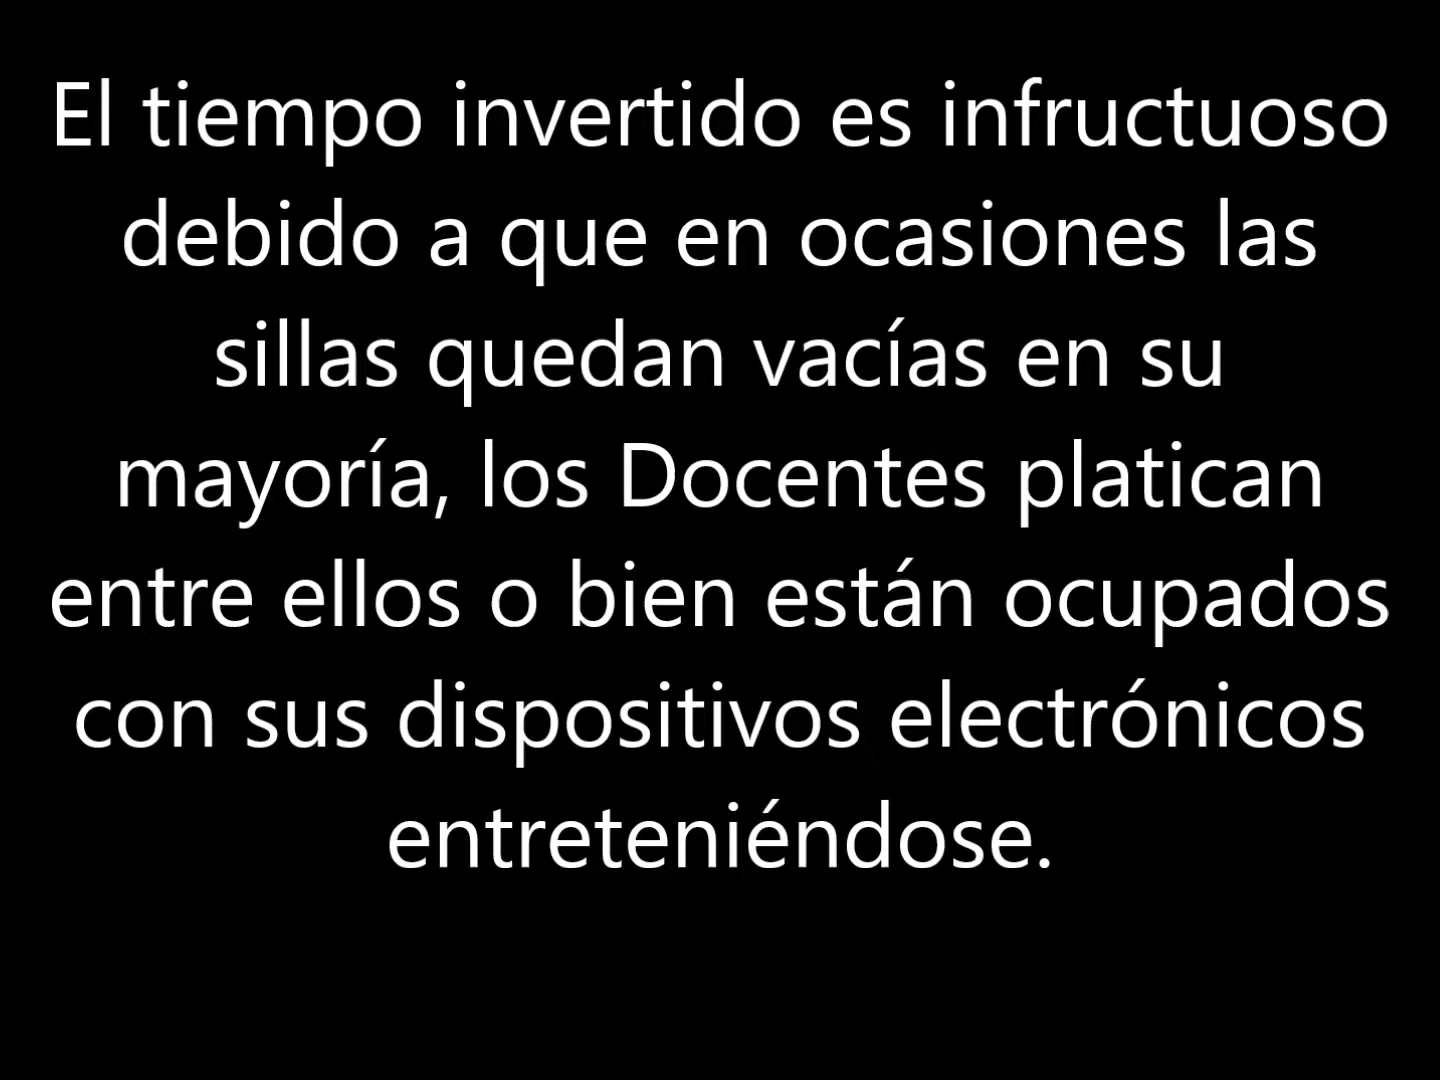 El tiempo invertido es infructuoso
debido a que en ocasiones las
sillas quedan vacías en su
mayoría, los Docentes platican
entre ellos o bien están ocupados
con sus dispositivos electrónicos
entreteniéndose.